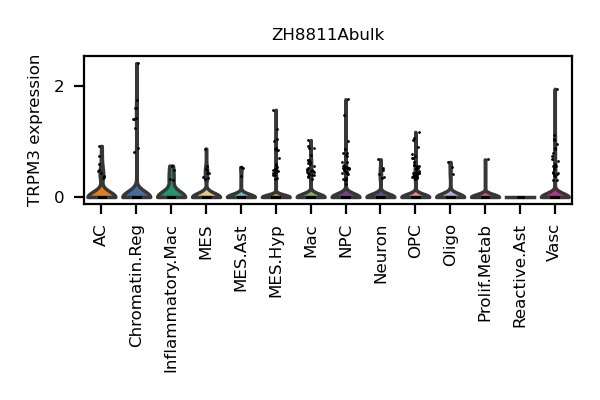 ZH8811Abulk
TRPM3 expression
2
0
AC
Chromatin.Reg
Inflammatory.Mac
MES
MES.Ast
MES.Hyp
Mac
NPC
Neuron
OPC
Oligo
Prolif.Metab
Reactive.Ast
Vasc